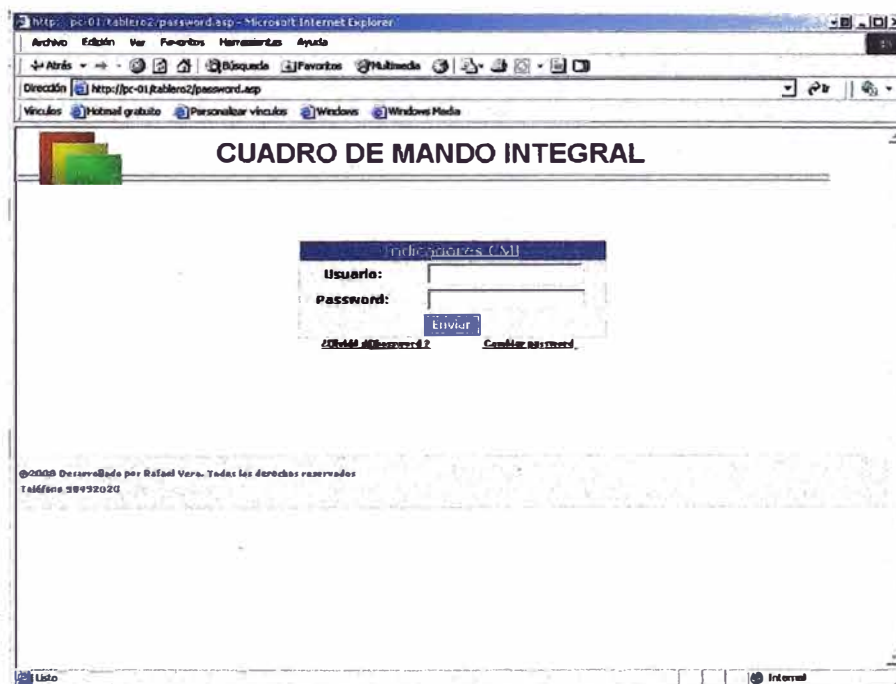 http: pc-01/tablero2/password.asp - Microsoft Internet Explorer
Archivo Edición Ver Favoritos Herramientas Ayuda
Atrás Búsqueda Favoritos Multimedia
Dirección http://pc-01/tablero2/password.asp Ir
Vínculos Hotmail gratuito Personalizar vínculos Windows Windows Media
CUADRO DE MANDO INTEGRAL
Indicadores CMI
Usuario:
Password:
Enviar
¿Olvidó password ?
Cambiar password
©2008 Desarrollado por Rafael Vera. Todos los derechos reservados
Teléfono 98492020
Listo
Internet